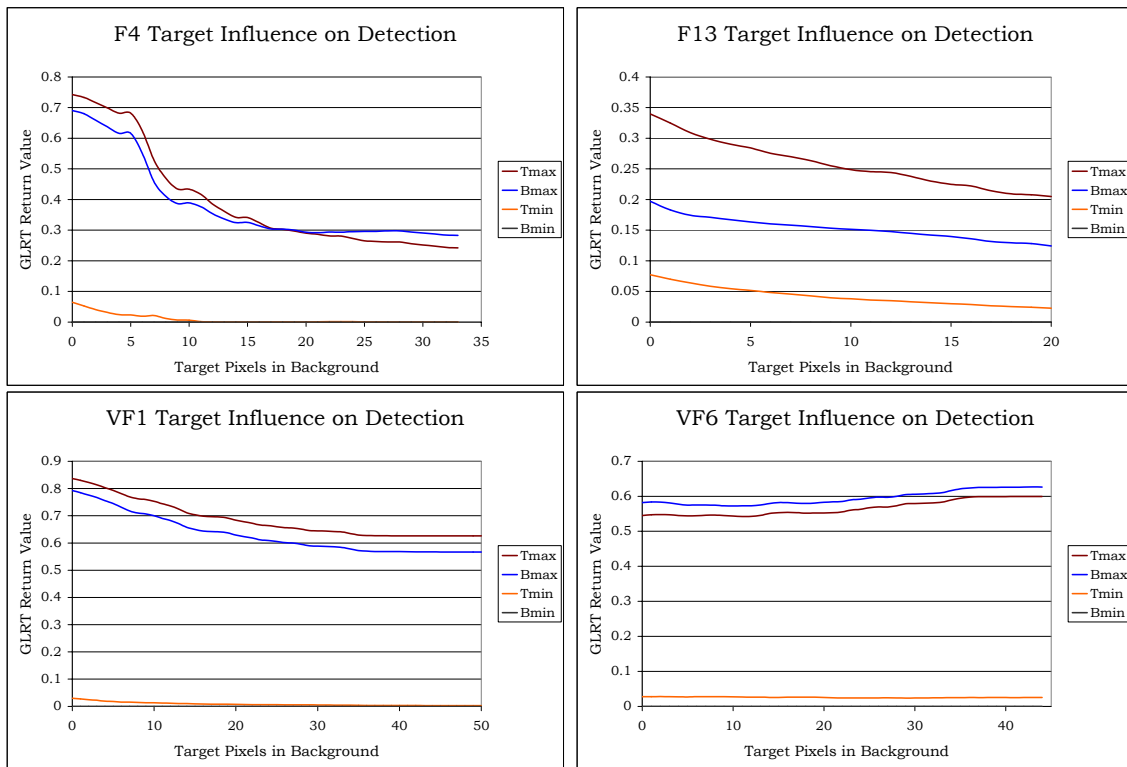 F4 Target Influence on Detection
0.8
0.7
0.6
0.5
0.4
0.3
0.2
0.1
0
GLRT Return Value
0 5 10 15 20 25 30 35
Target Pixels in Background
Tmax
Bmax
Tmin
Bmin
F13 Target Influence on Detection
0.4
0.35
0.3
0.25
0.2
0.15
0.1
0.05
0
GLRT Return Value
0 5 10 15 20
Target Pixels in Background
Tmax
Bmax
Tmin
Bmin
VF1 Target Influence on Detection
0.9
0.8
0.7
0.6
0.5
0.4
0.3
0.2
0.1
0
GLRT Return Value
0 10 20 30 40 50
Target Pixels in Background
Tmax
Bmax
Tmin
Bmin
VF6 Target Influence on Detection
0.7
0.6
0.5
0.4
0.3
0.2
0.1
0
GLRT Return Value
0 10 20 30 40
Target Pixels in Background
Tmax
Bmax
Tmin
Bmin